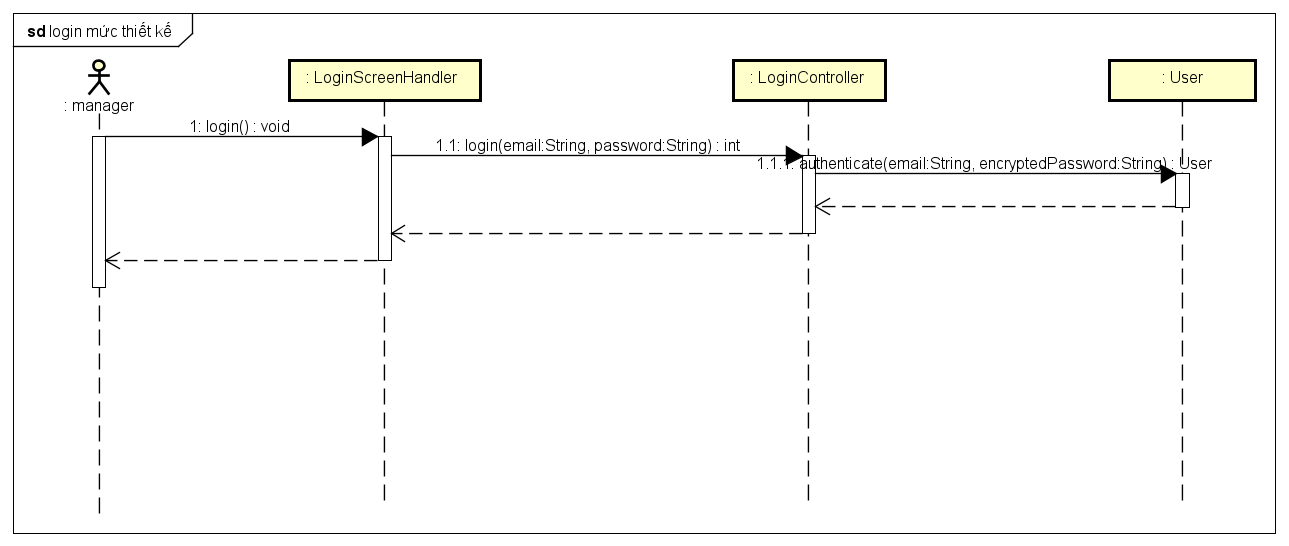 sd login mức thiết kế
: manager
: LoginScreenHandler
: LoginController
: User
1: login() : void
1.1: login(email:String, password:String) : int
1.1.1: authenticate(email:String, encryptedPassword:String) : User